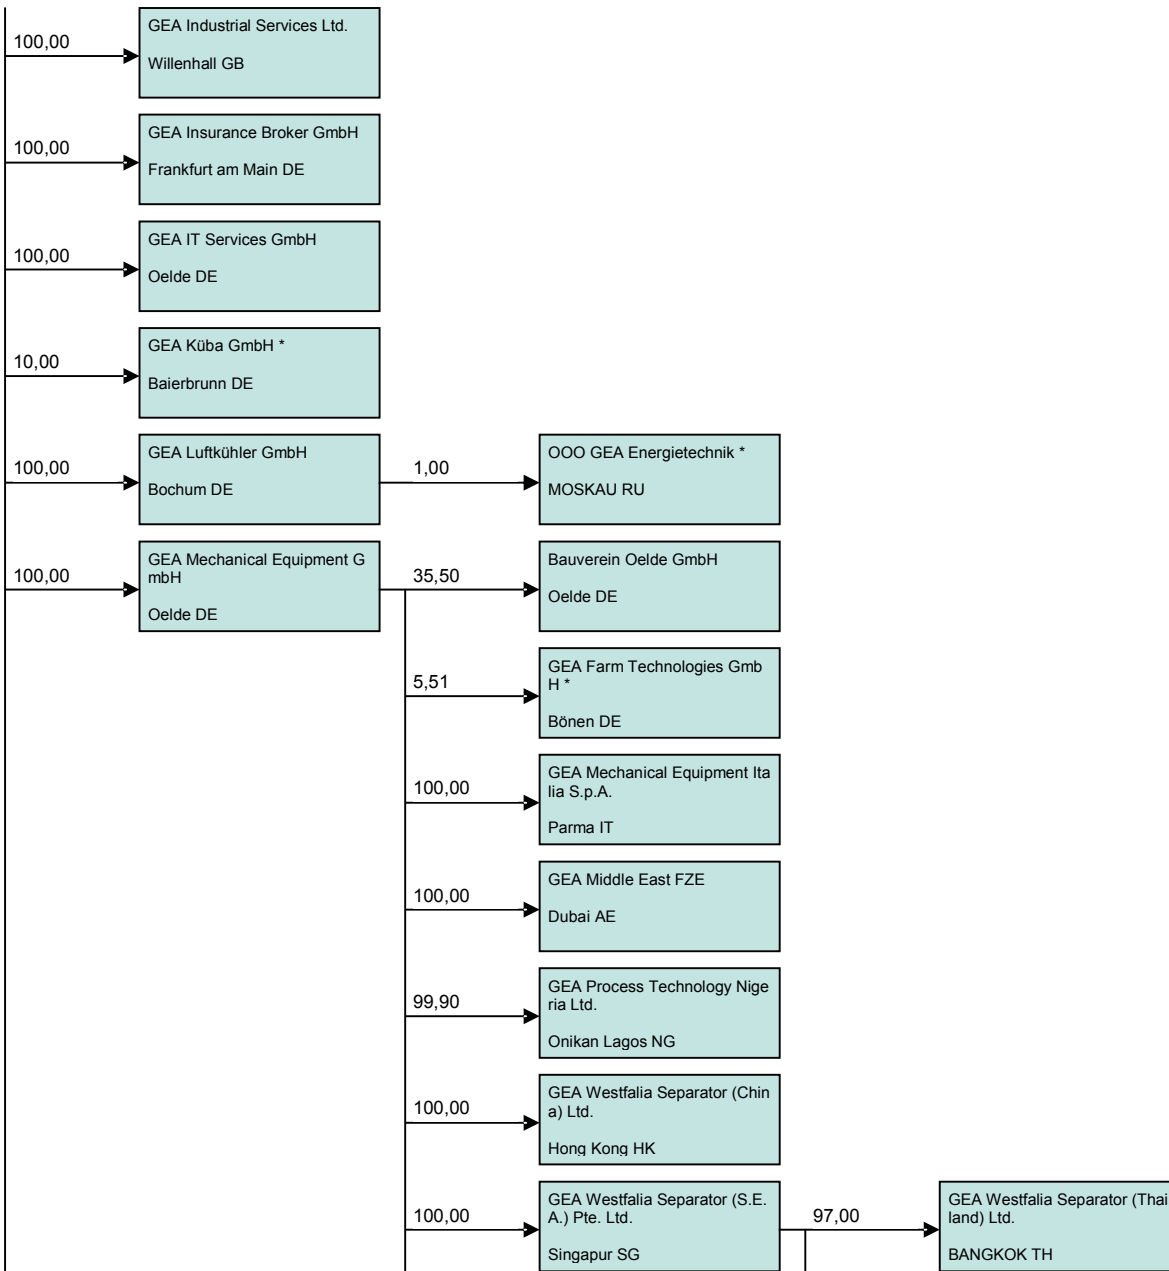 GEA Industrial Services Ltd.
100,00
Willenhall GB
GEA Insurance Broker GmbH
100,00
Frankfurt am Main DE
GEA IT Services GmbH
100,00
Oelde DE
GEA Küba GmbH *
10,00
Baierbrunn DE
GEA Luftkühler GmbH
100,00
Bochum DE
1,00
OOO GEA Energietechnik *
MOSKAU RU
GEA Mechanical Equipment G
mbH
100,00
Oelde DE
35,50
Bauverein Oelde GmbH
Oelde DE
5,51
GEA Farm Technologies Gmb
H *
Bönen DE
100,00
GEA Mechanical Equipment Ita
lia S.p.A.
Parma IT
100,00
GEA Middle East FZE
Dubai AE
99,90
GEA Process Technology Nige
ria Ltd.
Onikan Lagos NG
100,00
GEA Westfalia Separator (Chin
a) Ltd.
Hong Kong HK
100,00
GEA Westfalia Separator (S.E.
A.) Pte. Ltd.
Singapur SG
97,00
GEA Westfalia Separator (Thai
land) Ltd.
BANGKOK TH